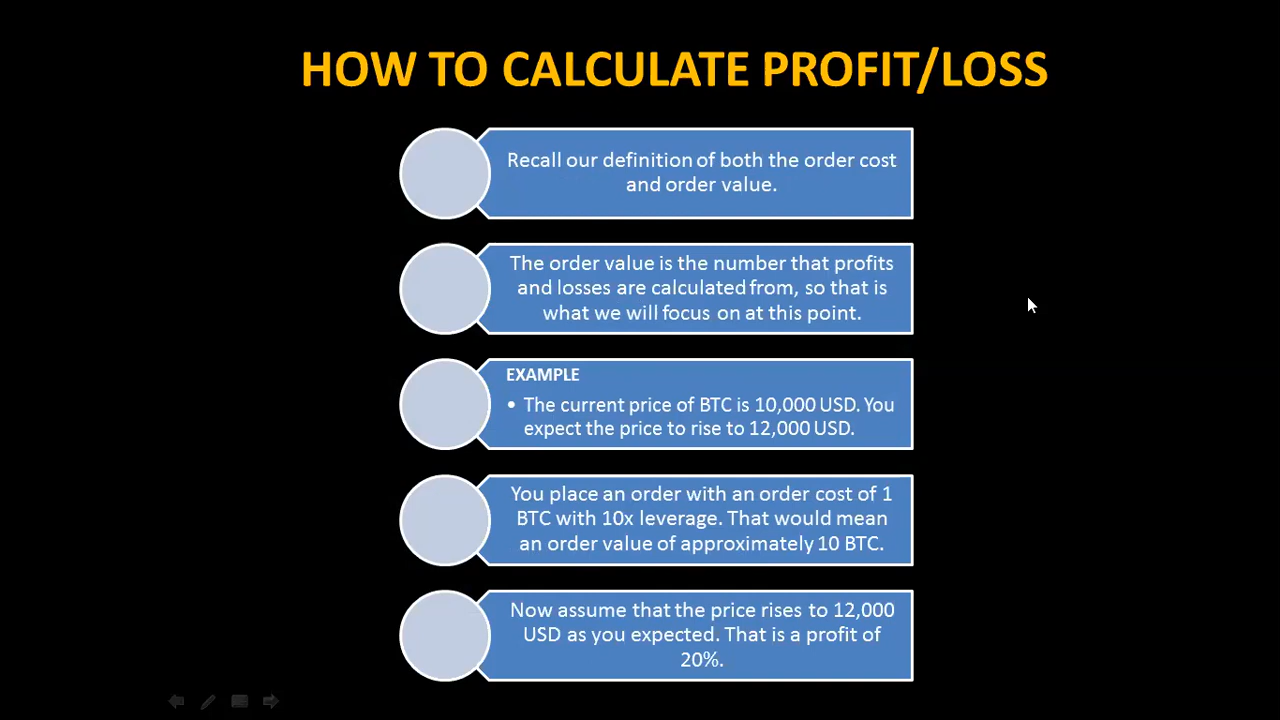 HOW TO CALCULATE PROFIT/LOSS
Recall our definition of both the order cost
and order value.
The order value is the number that profits
and losses are calculated from, so that is
what we will focus on at this point.
EXAMPLE
• The current price of BTC is 10,000 USD. You
expect the price to rise to 12,000 USD.
You place an order with an order cost of 1
BTC with 10x leverage. That would mean
an order value of approximately 10 BTC.
Now assume that the price rises to 12,000
USD as you expected. That is a profit of
20%.